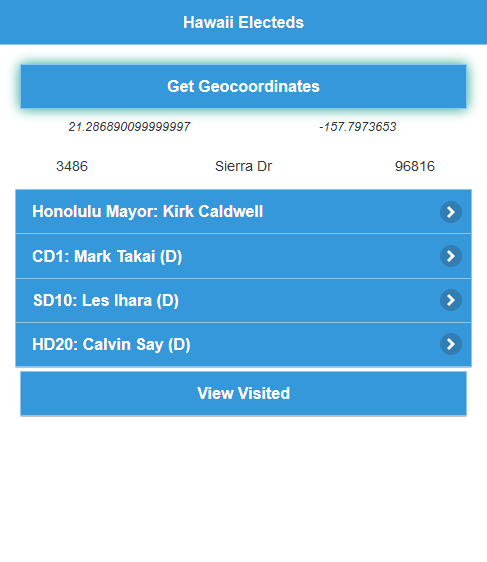 Hawaii Electeds
Get Geocoordinates
21.286890099999997 -157.7973653
3486 Sierra Dr 96816
Honolulu Mayor: Kirk Caldwell
CD1: Mark Takai (D)
SD10: Les Ihara (D)
HD20: Calvin Say (D)
View Visited